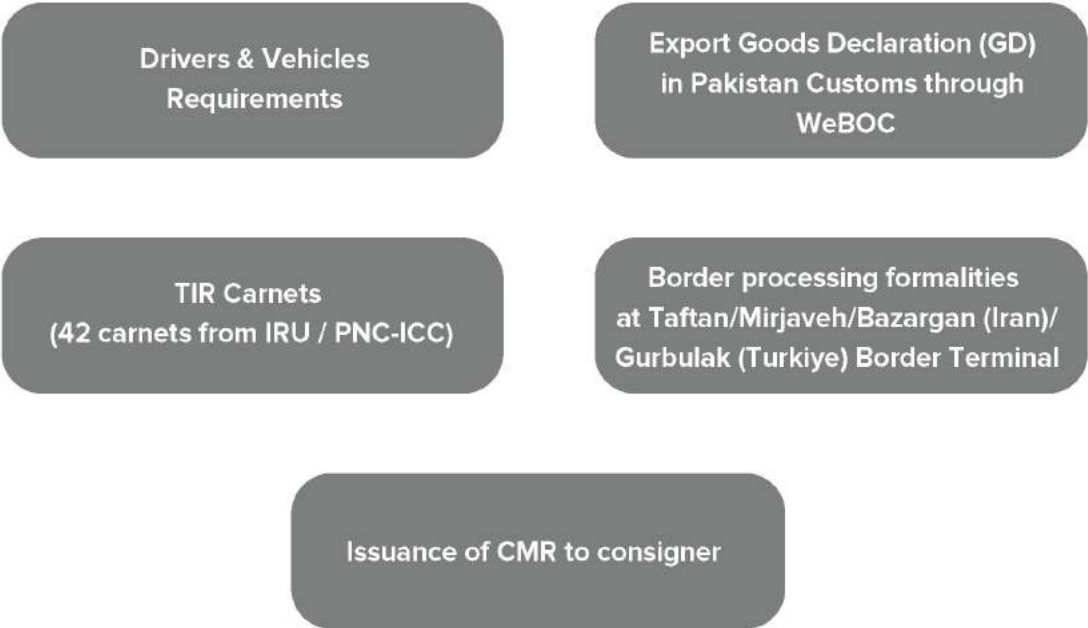 Drivers & Vehicles
Requirements
Export Goods Declaration (GD)
in Pakistan Customs through
WeBOC
TIR Carnets
(42 carnets from IRU / PNC-ICC)
Border processing formalities
at Taftan/Mirjaveh/Bazargan (Iran)/
Gurbulak (Turkiye) Border Terminal
Issuance of CMR to consigner